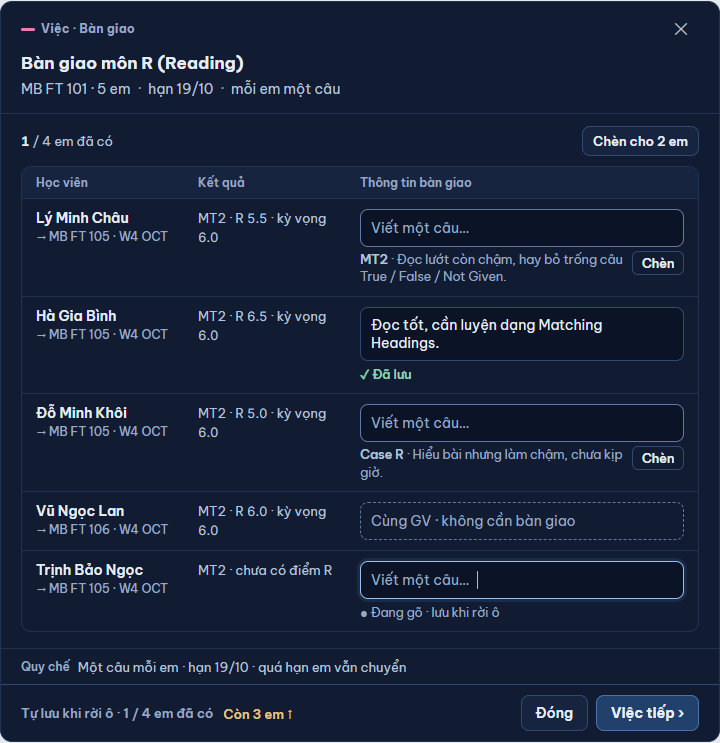 Việc · Bàn giao
Bàn giao môn R (Reading)
MB FT 101 · 5 em · hạn 19/10 · mỗi em một câu
1 / 4 em đã có
Chèn cho 2 em
Học viên Kết quả Thông tin bàn giao
Lý Minh Châu
→ MB FT 105 · W4 OCT
MT2 · R 5.5 · kỳ vọng
6.0
Viết một câu...
MT2 · Đọc lướt còn chậm, hay bỏ trống câu
True / False / Not Given.
Chèn
Hà Gia Bình
→ MB FT 105 · W4 OCT
MT2 · R 6.5 · kỳ vọng
6.0
Đọc tốt, cần luyện dạng Matching
Headings.
✓ Đã lưu
Đỗ Minh Khôi
→ MB FT 105 · W4 OCT
MT2 · R 5.0 · kỳ vọng
6.0
Viết một câu...
Case R · Hiểu bài nhưng làm chậm, chưa kịp
giờ.
Chèn
Vũ Ngọc Lan
→ MB FT 106 · W4 OCT
MT2 · R 6.0 · kỳ vọng
6.0
Cùng GV · không cần bàn giao
Trịnh Bảo Ngọc
→ MB FT 105 · W4 OCT
MT2 · chưa có điểm R
Viết một câu...
● Đang gõ · lưu khi rời ô
Quy chế Một câu mỗi em · hạn 19/10 · quá hạn em vẫn chuyển
Tự lưu khi rời ô · 1 / 4 em đã có Còn 3 em ↑
Đóng
Việc tiếp ›